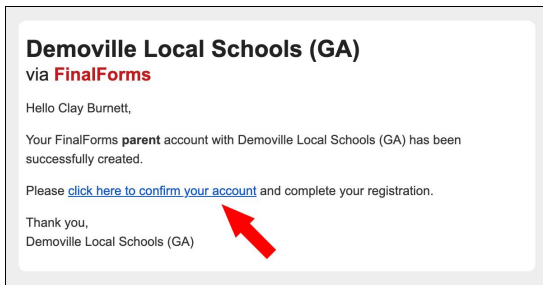 Demoville Local Schools (GA)
via FinalForms
Hello Clay Burnett,
Your FinalForms parent account with Demoville Local Schools (GA) has been
successfully created.
Please click here to confirm your account and complete your registration.
Thank you,
Demoville Local Schools (GA)